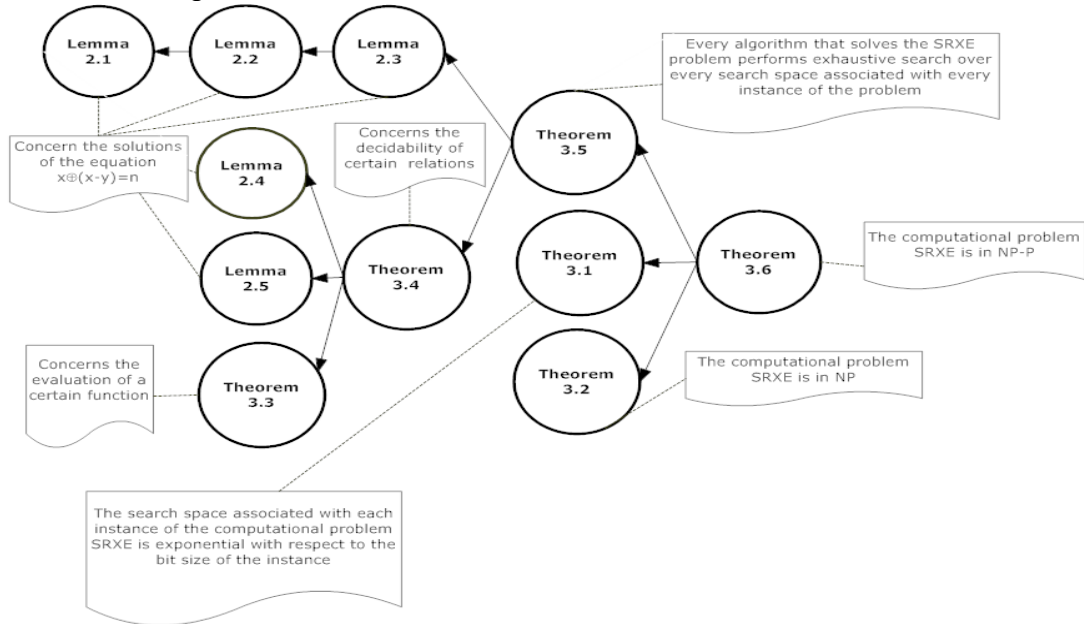 Lemma
2.1
Lemma
2.2
Lemma
2.3
Every algorithm that solves the SRXE
problem performs exhaustive search over
every search space associated with every
instance of the problem
Concern the solutions
of the equation
x⊕(x-y)=n
Lemma
2.4
Concerns the
decidability of
certain relations
Theorem
3.5
Lemma
2.5
Theorem
3.4
Theorem
3.1
Theorem
3.6
The computational problem
SRXE is in NP-P
Concerns the
evaluation of a
certain function
Theorem
3.3
Theorem
3.2
The computational problem
SRXE is in NP
The search space associated with each
instance of the computational problem
SRXE is exponential with respect to the
bit size of the instance